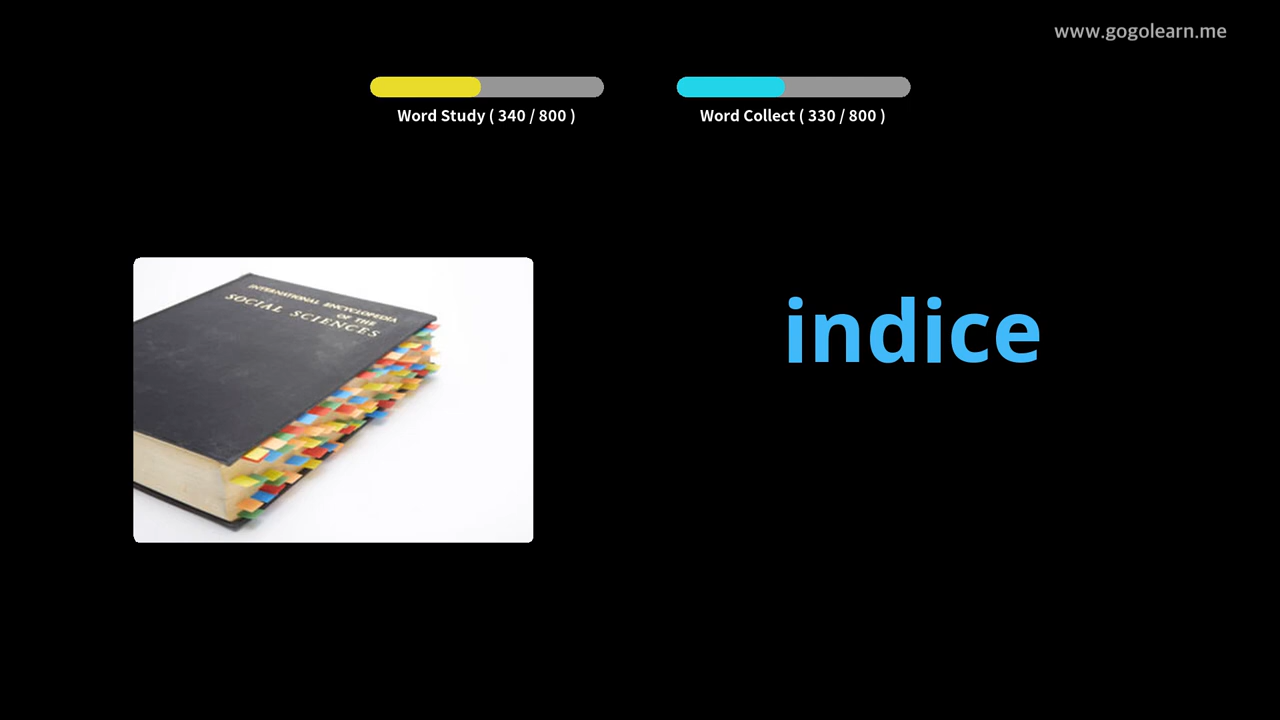 www.gogolearn.me
Word Study ( 340 / 800 )
Word Collect ( 330 / 800 )
INTERNATIONAL ENCYCLOPEDIA
OF THE
SOCIAL SCIENCES
indice